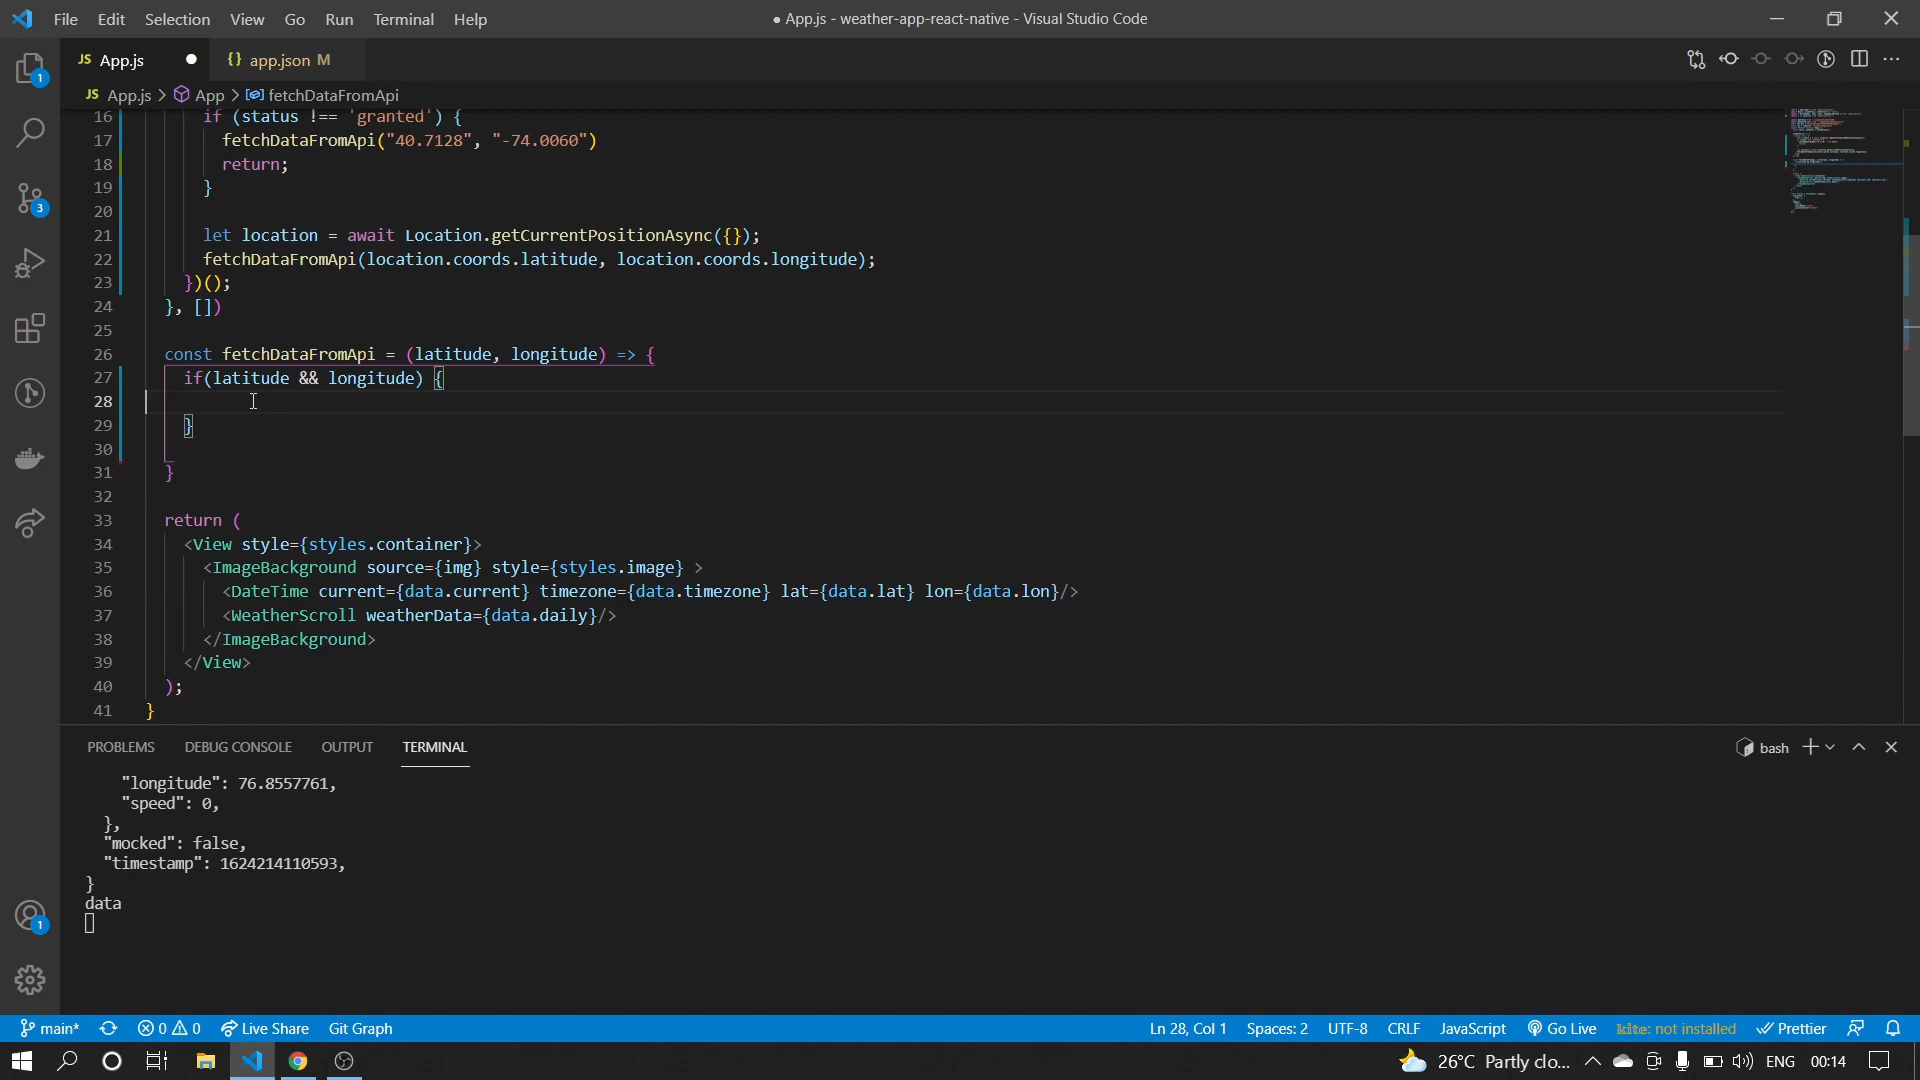 File Edit Selection View Go Run Terminal Help
● App.js - weather-app-react-native - Visual Studio Code
JS App.js ●
{} app.json M
JS App.js > App > fetchDataFromApi
16 if (status !== 'granted') {
17 fetchDataFromApi("40.7128", "-74.0060")
18 return;
19 }
20
21 let location = await Location.getCurrentPositionAsync({});
22 fetchDataFromApi(location.coords.latitude, location.coords.longitude);
23 })();
24 }, [])
25
26 const fetchDataFromApi = (latitude, longitude) => {
27 if(latitude && longitude) {
28
29 }
30
31 }
32
33 return (
34 <View style={styles.container}>
35 <ImageBackground source={img} style={styles.image} >
36 <DateTime current={data.current} timezone={data.timezone} lat={data.lat} lon={data.lon}/>
37 <WeatherScroll weatherData={data.daily}/>
38 </ImageBackground>
39 </View>
40 );
41 }
1
3
1
PROBLEMS DEBUG CONSOLE OUTPUT TERMINAL
bash
"longitude": 76.8557761,
"speed": 0,
},
"mocked": false,
"timestamp": 1624214110593,
}
data
main* 0 0 Live Share Git Graph
Ln 28, Col 1 Spaces: 2 UTF-8 CRLF JavaScript Go Live kite: not installed Prettier
26°C Partly clo... ENG 00:14